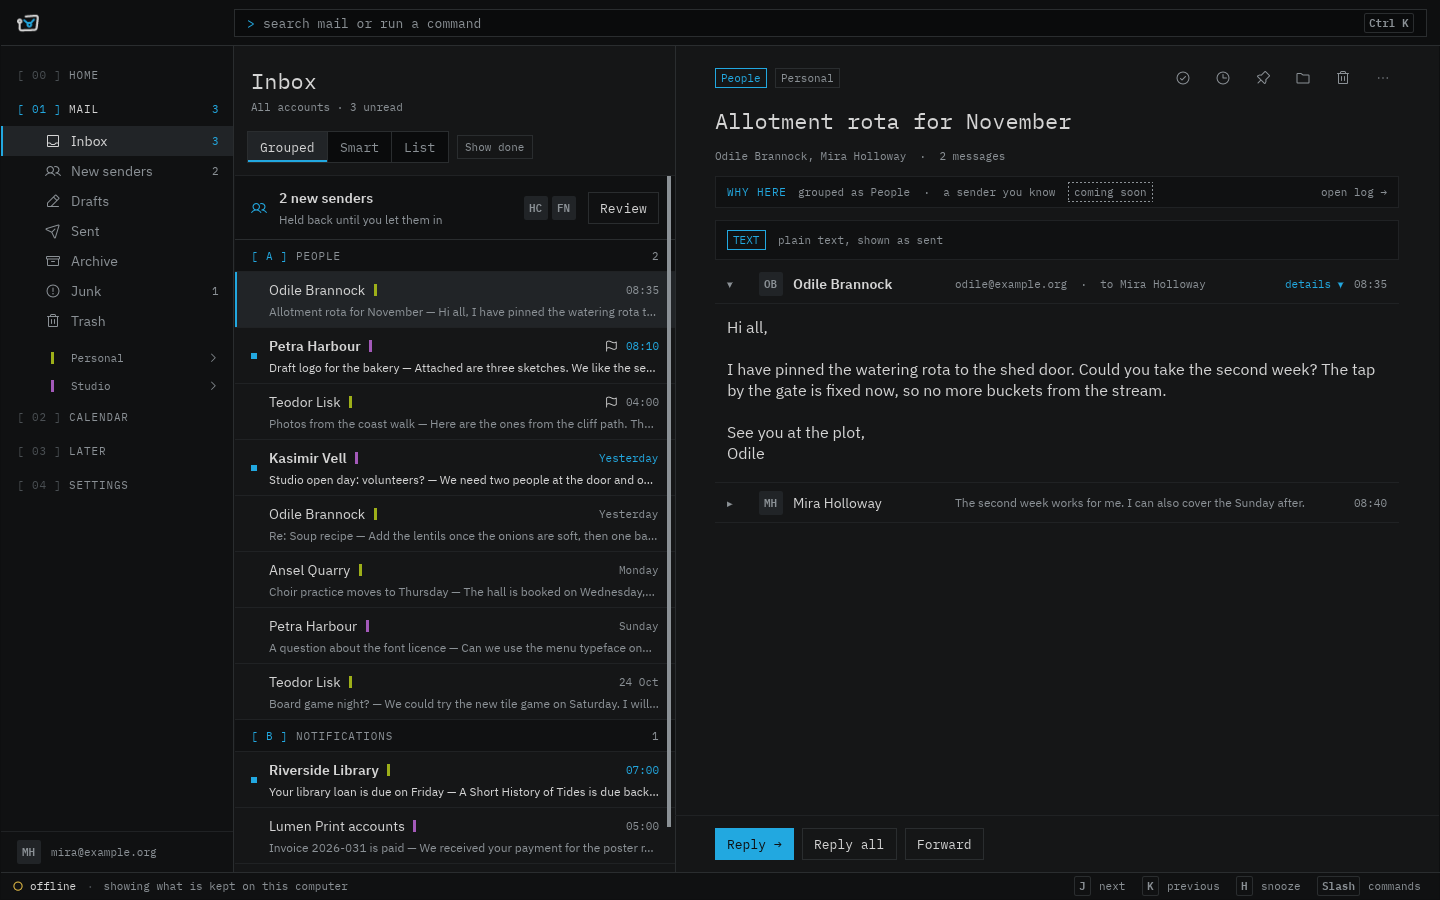 > search mail or run a command
Ctrl K
[ 00 ] HOME
[ 01 ] MAIL 3
Inbox 3
New senders 2
Drafts
Sent
Archive
Junk 1
Trash
Personal
Studio
[ 02 ] CALENDAR
[ 03 ] LATER
[ 04 ] SETTINGS
MH mira@example.org
Inbox
All accounts · 3 unread
Grouped Smart List Show done
2 new senders
Held back until you let them in
HC FN Review
[ A ] PEOPLE 2
Odile Brannock 08:35
Allotment rota for November — Hi all, I have pinned the watering rota t…
Petra Harbour 08:10
Draft logo for the bakery — Attached are three sketches. We like the se…
Teodor Lisk 04:00
Photos from the coast walk — Here are the ones from the cliff path. Th…
Kasimir Vell Yesterday
Studio open day: volunteers? — We need two people at the door and o…
Odile Brannock Yesterday
Re: Soup recipe — Add the lentils once the onions are soft, then one ba…
Ansel Quarry Monday
Choir practice moves to Thursday — The hall is booked on Wednesday,…
Petra Harbour Sunday
A question about the font licence — Can we use the menu typeface on…
Teodor Lisk 24 Oct
Board game night? — We could try the new tile game on Saturday. I will…
[ B ] NOTIFICATIONS 1
Riverside Library 07:00
Your library loan is due on Friday — A Short History of Tides is due back…
Lumen Print accounts 05:00
Invoice 2026-031 is paid — We received your payment for the poster r…
People Personal
Allotment rota for November
Odile Brannock, Mira Holloway · 2 messages
WHY HERE grouped as People · a sender you know coming soon open log →
TEXT plain text, shown as sent
▾ OB Odile Brannock odile@example.org · to Mira Holloway details ▾ 08:35
Hi all,
I have pinned the watering rota to the shed door. Could you take the second week? The tap
by the gate is fixed now, so no more buckets from the stream.
See you at the plot,
Odile
▸ MH Mira Holloway The second week works for me. I can also cover the Sunday after. 08:40
Reply → Reply all Forward
offline · showing what is kept on this computer
J next K previous H snooze Slash commands